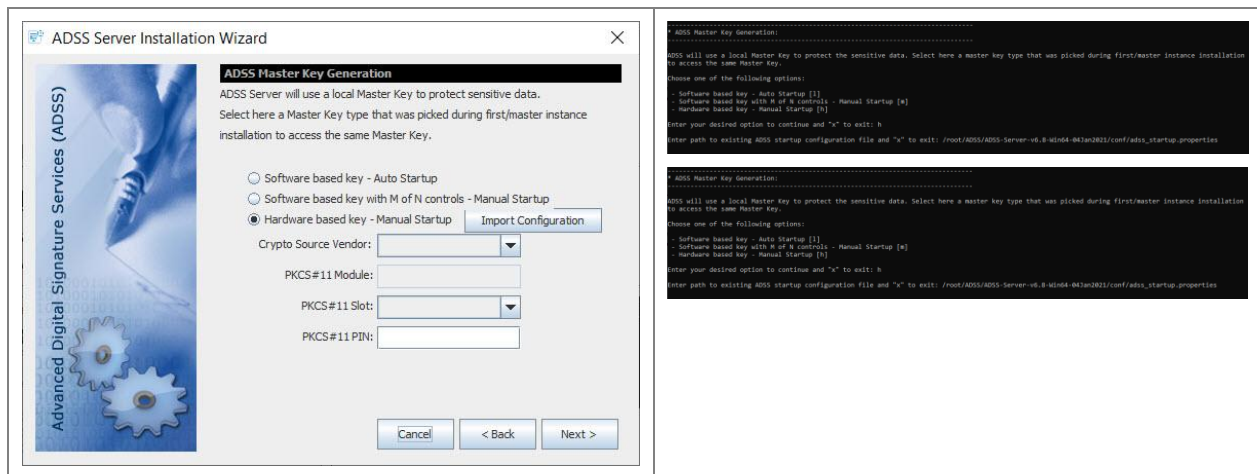 ADSS Server Installation Wizard
Advanced Digital Signature Services (ADSS)
ADSS Master Key Generation
ADSS Server will use a local Master Key to protect sensitive data.
Select here a Master Key type that was picked during first/master instance
installation to access the same Master Key.
Software based key - Auto Startup
Software based key with M of N controls - Manual Startup
Hardware based key - Manual Startup
Import Configuration
Crypto Source Vendor:
PKCS#11 Module:
PKCS#11 Slot:
PKCS#11 PIN:
Cancel
< Back
Next >
* ADSS Master Key Generation:
ADSS will use a local Master Key to protect the sensitive data. Select here a master key type that was picked during first/master instance installation
to access the same Master Key.
Choose one of the following options:
- Software based key - Auto Startup [l]
- Software based key with M of N controls - Manual Startup [m]
- Hardware based key - Manual Startup [h]
Enter your desired option to continue and "x" to exit: h
Enter path to existing ADSS startup configuration file and "x" to exit: /root/ADSS/ADSS-Server-v6.8-Win64-04Jan2021/conf/adss_startup.properties
* ADSS Master Key Generation:
ADSS will use a local Master Key to protect the sensitive data. Select here a master key type that was picked during first/master instance installation
to access the same Master Key.
Choose one of the following options:
- Software based key - Auto Startup [l]
- Software based key with M of N controls - Manual Startup [m]
- Hardware based key - Manual Startup [h]
Enter your desired option to continue and "x" to exit: h
Enter path to existing ADSS startup configuration file and "x" to exit: /root/ADSS/ADSS-Server-v6.8-Win64-04Jan2021/conf/adss_startup.properties